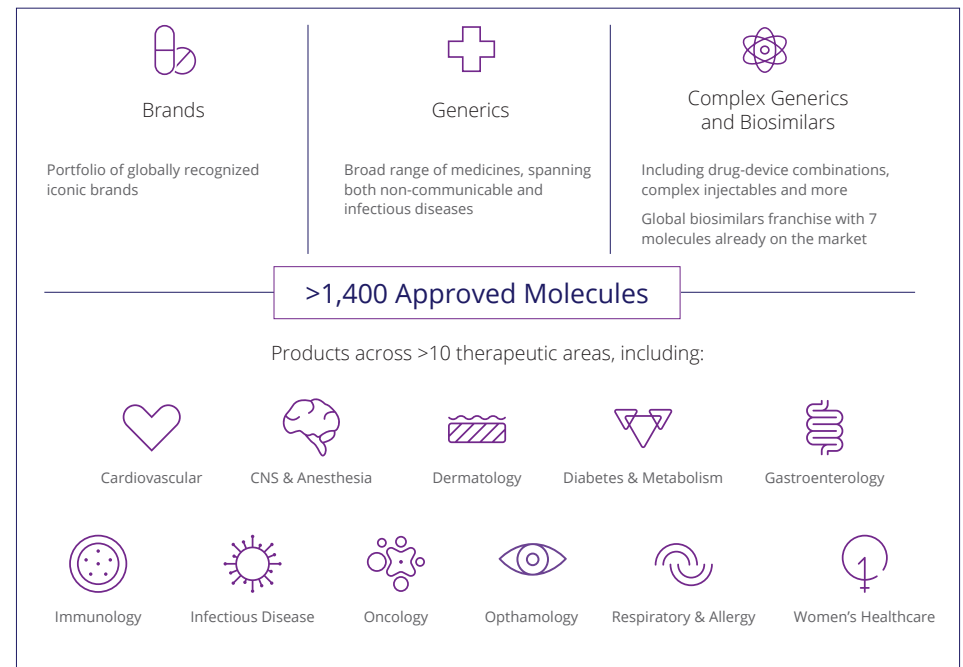 Brands
Generics
Complex Generics
and Biosimilars
Portfolio of globally recognized
iconic brands
Broad range of medicines, spanning
both non-communicable and
infectious diseases
Including drug-device combinations,
complex injectables and more
Global biosimilars franchise with 7
molecules already on the market
>1,400 Approved Molecules
Products across >10 therapeutic areas, including:
Cardiovascular
CNS & Anesthesia
Dermatology
Diabetes & Metabolism
Gastroenterology
Immunology
Infectious Disease
Oncology
Opthamology
Respiratory & Allergy
Women’s Healthcare